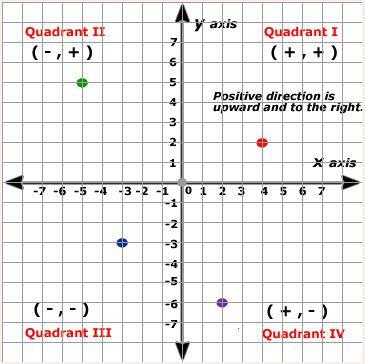 Quadrant II
y axis
Quadrant I
( - , + )
( + , + )
7
6
5
Positive direction is
upward and to the right.
4
3
2
1
X axis
-7 -6 -5 -4 -3 -2 -1 0 1 2 3 4 5 6 7
-1
-2
-3
-4
-5
-6
-7
( - , - )
( + , - )
Quadrant III
Quadrant IV